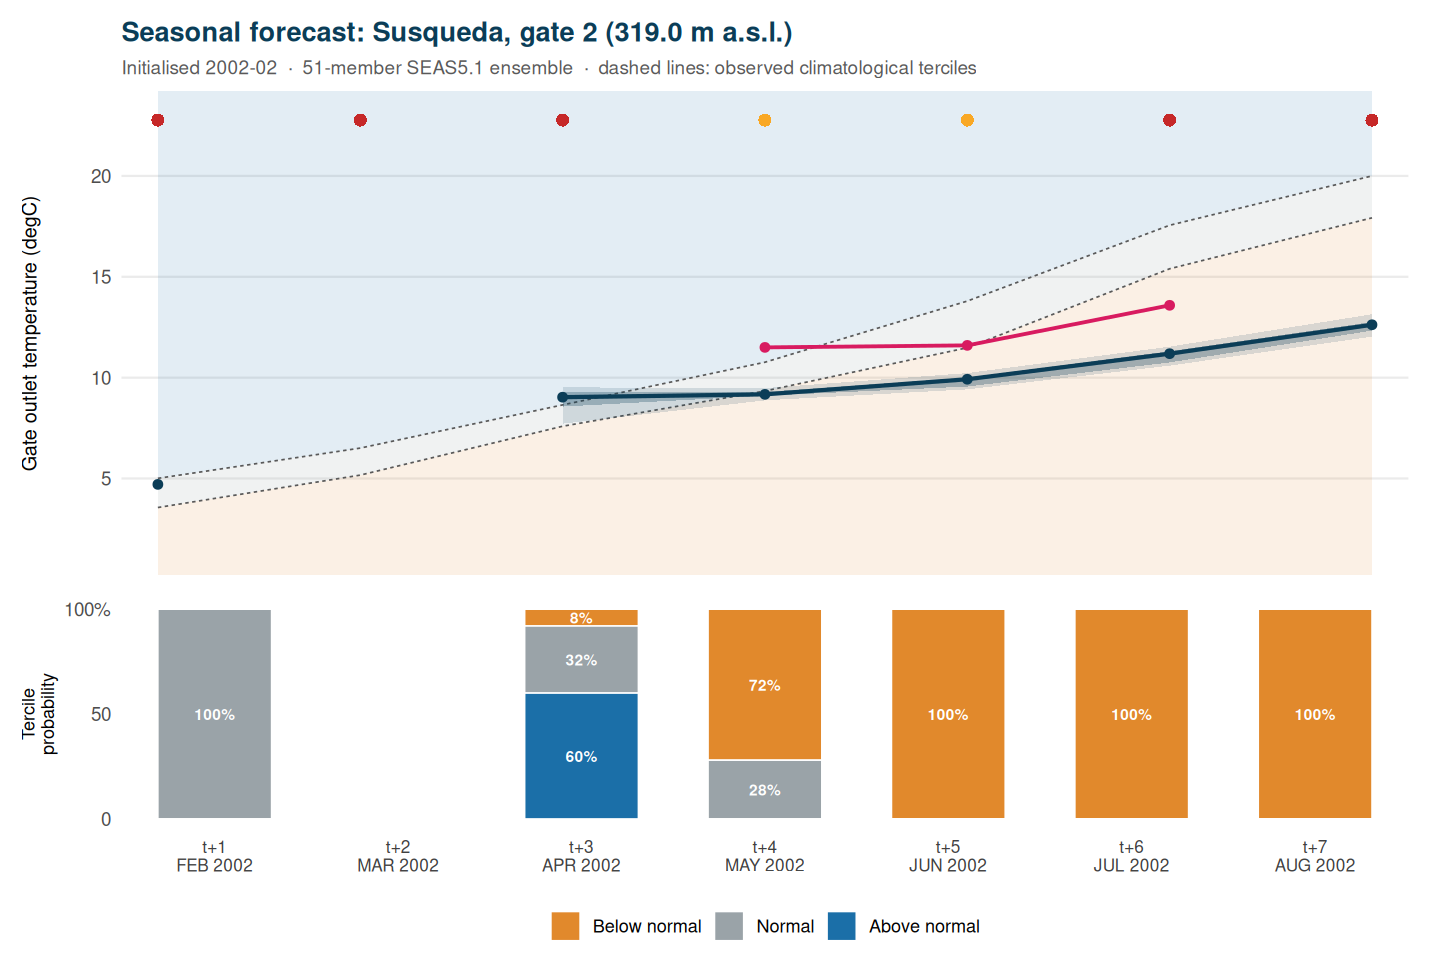 Seasonal forecast: Susqueda, gate 2 (319.0 m a.s.l.)
Initialised 2002-02 · 51-member SEAS5.1 ensemble · dashed lines: observed climatological terciles
Gate outlet temperature (degC)
20
15
10
5
Tercile
probability
100%
50
0
100%
8%
32%
60%
72%
28%
100%
100%
100%
t+1
FEB 2002
t+2
MAR 2002
t+3
APR 2002
t+4
MAY 2002
t+5
JUN 2002
t+6
JUL 2002
t+7
AUG 2002
Below normal
Normal
Above normal